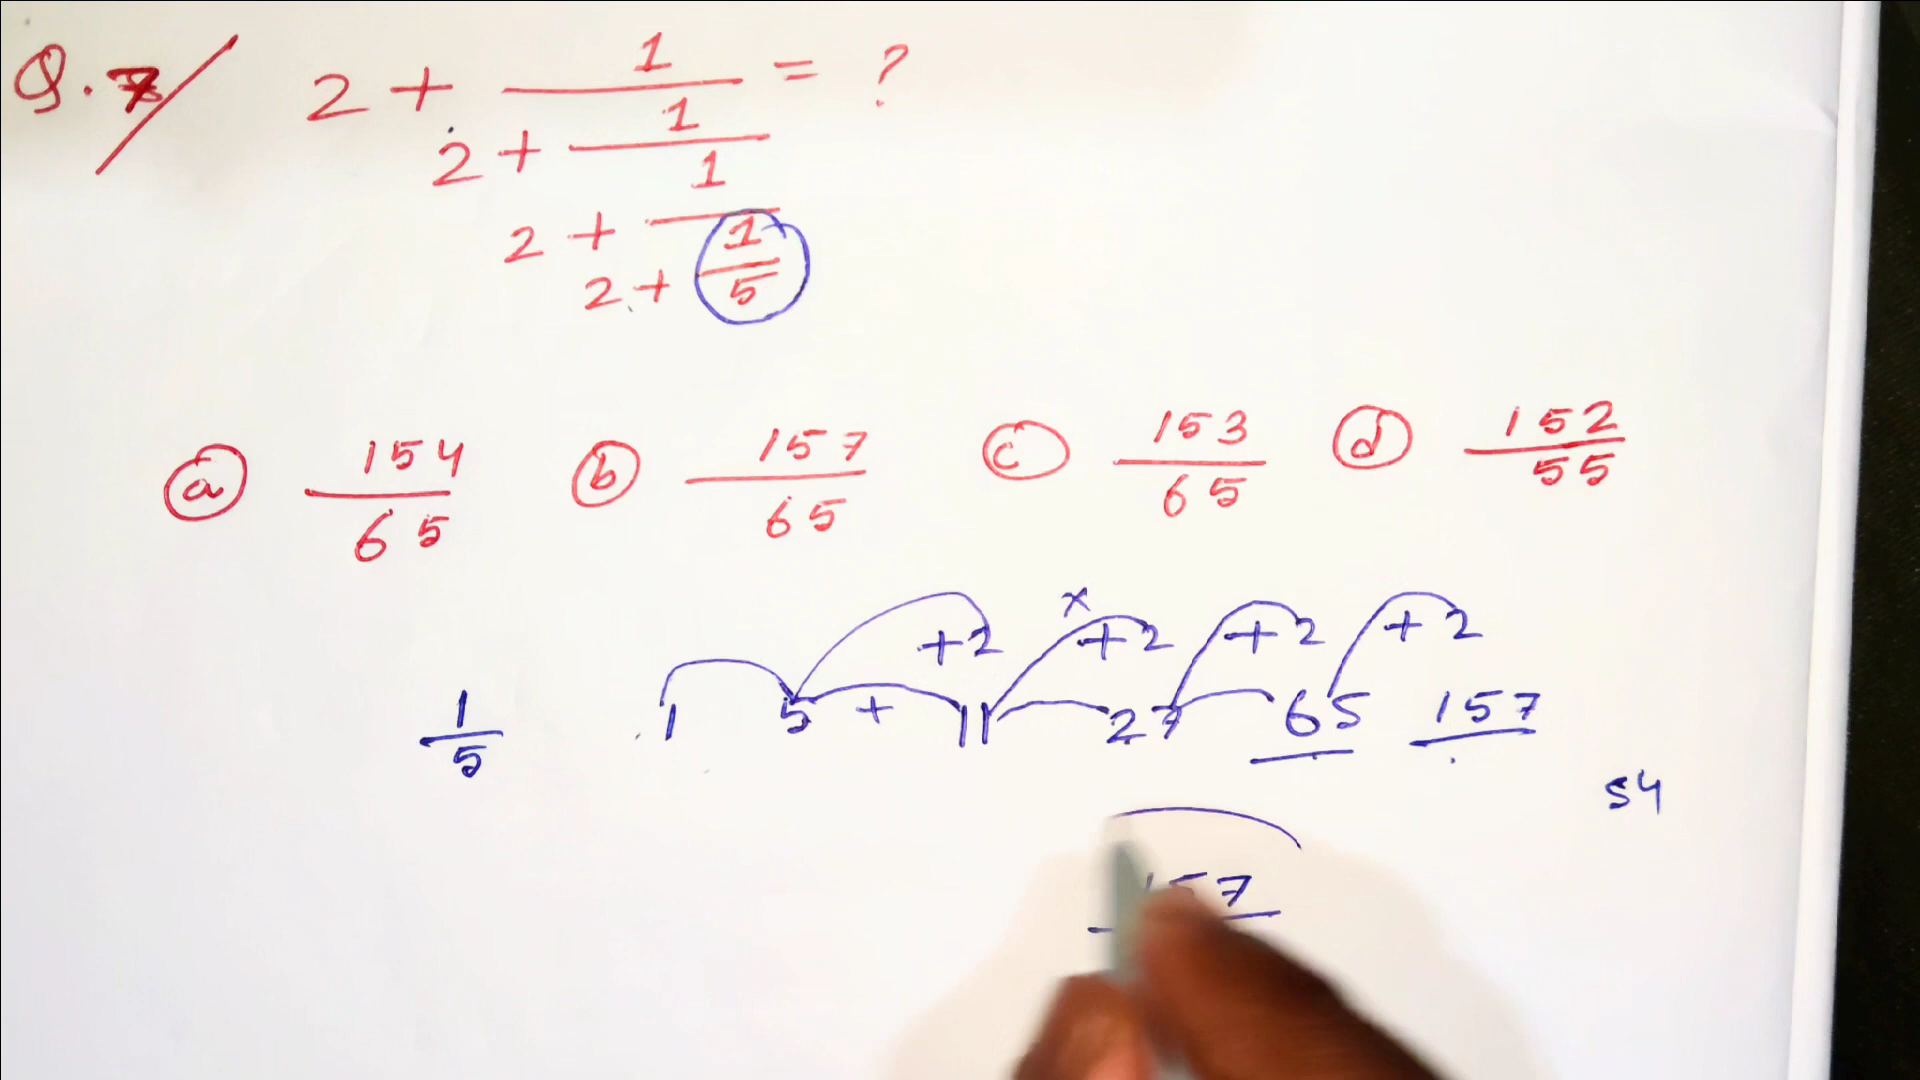 Q.7/ 2 + 1 = ?
2 + 1
2 + 1
2 + 1
5
a 154 b 157 c 153 d 152
65 65 65 55
+2 x +2 +2 +2
1 1 5 + 11 27 65 157
5
54
157